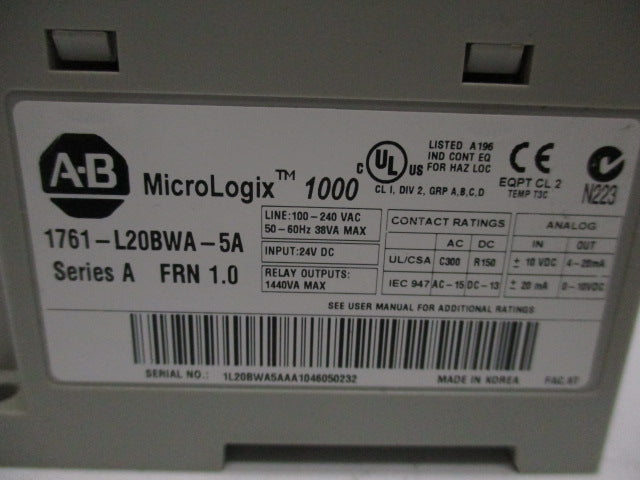 A-B
MicroLogix™ 1000
1761-L20BWA-5A
Series A FRN 1.0
C UL US
LISTED A196
IND CONT EQ
FOR HAZ LOC
CL I, DIV 2, GRP A,B,C,D
CE
EQPT CL 2
TEMP T3C
N223
LINE:100-240 VAC
50-60Hz 38VA MAX
INPUT:24V DC
RELAY OUTPUTS:
1440VA MAX
CONTACT RATINGS ANALOG
AC DC IN OUT
UL/CSA C300 R150 ± 10 VDC 4-20mA
IEC 947 AC-15 DC-13 ± 20 mA 0-10VDC
SEE USER MANUAL FOR ADDITIONAL RATINGS
SERIAL NO.: 1L20BWA5AAA1046050232 MADE IN KOREA FAC.